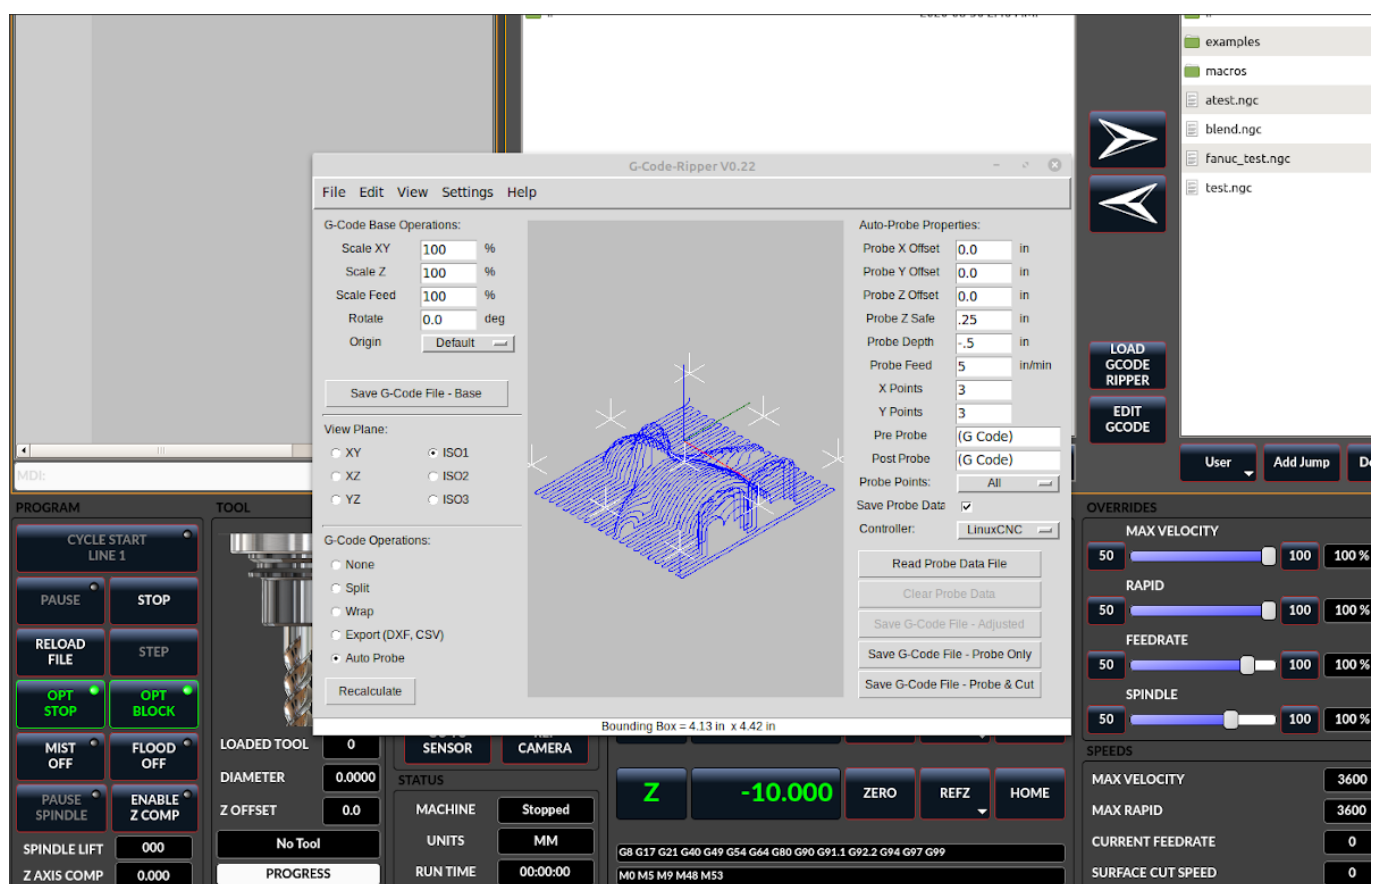 examples
macros
atest.ngc
blend.ngc
fanuc_test.ngc
test.ngc
G-Code-Ripper V0.22
File Edit View Settings Help
G-Code Base Operations:
Scale XY 100 %
Scale Z 100 %
Scale Feed 100 %
Rotate 0.0 deg
Origin Default
Save G-Code File - Base
View Plane:
XY ISO1
XZ ISO2
YZ ISO3
G-Code Operations:
None
Split
Wrap
Export (DXF, CSV)
Auto Probe
Recalculate
Auto-Probe Properties:
Probe X Offset 0.0 in
Probe Y Offset 0.0 in
Probe Z Offset 0.0 in
Probe Z Safe .25 in
Probe Depth -.5 in
Probe Feed 5 in/min
X Points 3
Y Points 3
Pre Probe (G Code)
Post Probe (G Code)
Probe Points: All
Save Probe Data
Controller: LinuxCNC
Read Probe Data File
Clear Probe Data
Save G-Code File - Adjusted
Save G-Code File - Probe Only
Save G-Code File - Probe & Cut
Bounding Box = 4.13 in x 4.42 in
LOAD
GCODE
RIPPER
EDIT
GCODE
User Add Jump
MDI:
PROGRAM
CYCLE START
LINE 1
PAUSE STOP
RELOAD
FILE
STEP
OPT
STOP
OPT
BLOCK
MIST
OFF
FLOOD
OFF
PAUSE
SPINDLE
ENABLE
Z COMP
SPINDLE LIFT 000
Z AXIS COMP 0.000
TOOL
LOADED TOOL 0
DIAMETER 0.0000
Z OFFSET 0.0
No Tool
PROGRESS
SENSOR
CAMERA
STATUS
MACHINE Stopped
UNITS MM
RUN TIME 00:00:00
Z -10.000 ZERO REFZ HOME
G8 G17 G21 G40 G49 G54 G64 G80 G90 G91.1 G92.2 G94 G97 G99
M0 M5 M9 M48 M53
OVERRIDES
MAX VELOCITY
50 100 100 %
RAPID
50 100 100 %
FEEDRATE
50 100 100 %
SPINDLE
50 100 100 %
SPEEDS
MAX VELOCITY 3600
MAX RAPID 3600
CURRENT FEEDRATE 0
SURFACE CUT SPEED 0